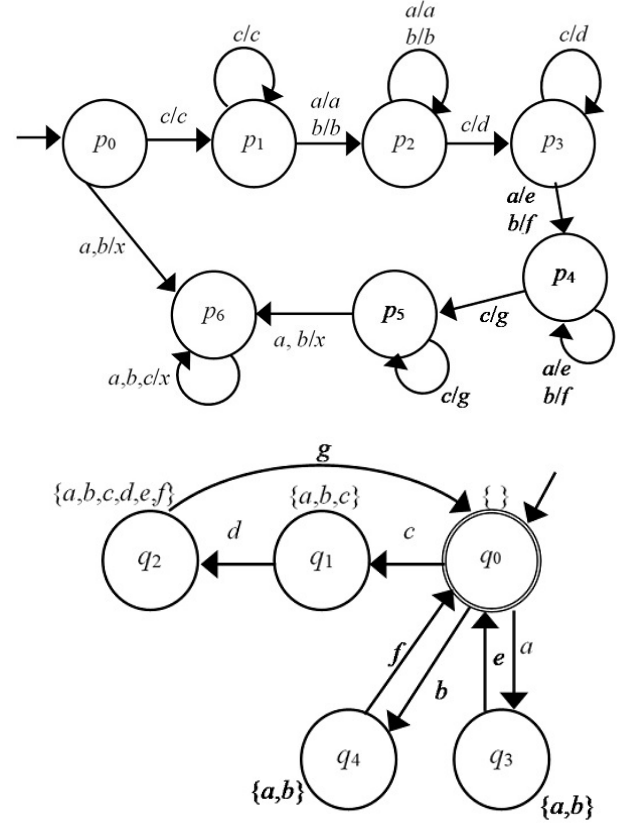 c/c
a/a
b/b
c/d
p0
c/c
p1
a/a
b/b
p2
c/d
p3
a/e
b/f
a,b/x
p4
p6
a, b/x
p5
c/g
a,b,c/x
c/g
a/e
b/f
g
{a,b,c,d,e,f}
{a,b,c}
{ }
q2
d
q1
c
q0
f
b
e
a
q4
q3
{a,b}
{a,b}